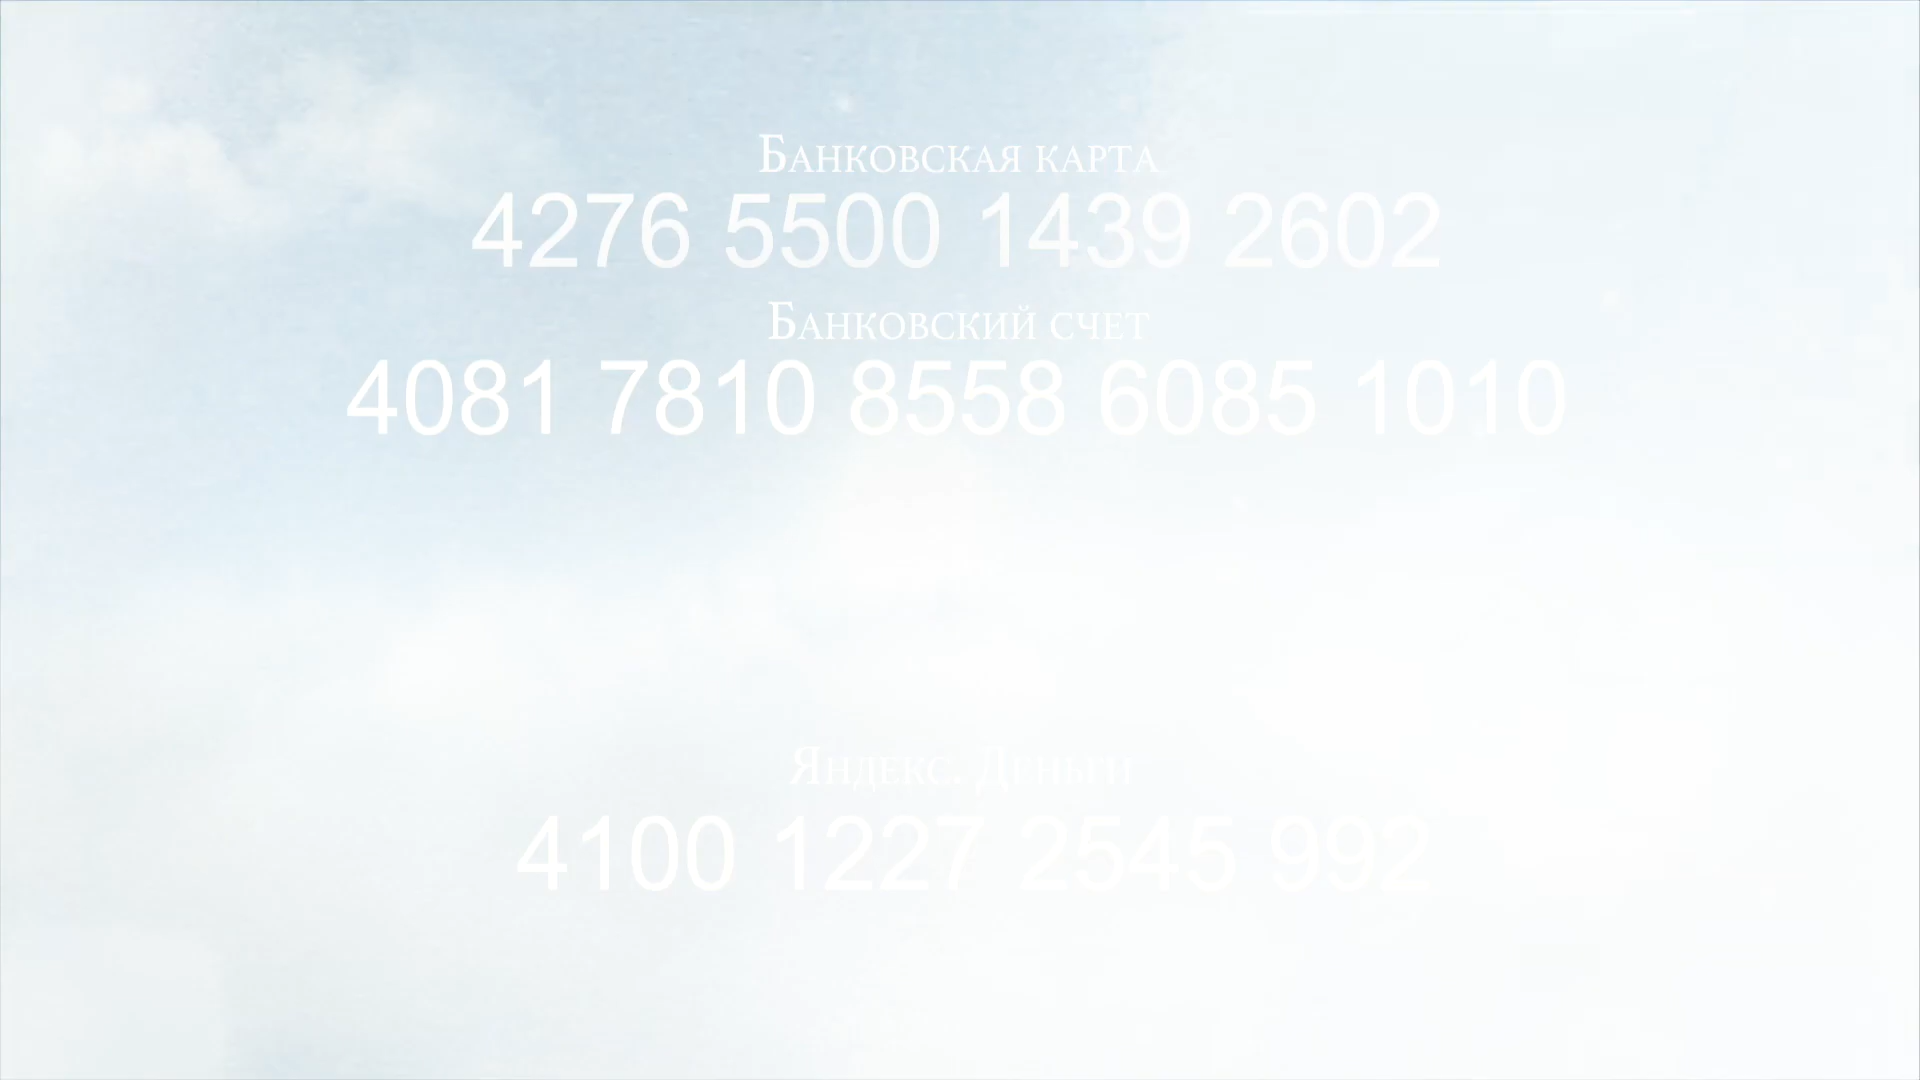 Банковская карта
4276 5500 1439 2602
Банковский счет
4081 7810 8558 6085 1010
Яндекс. Деньги
4100 1227 2545 992